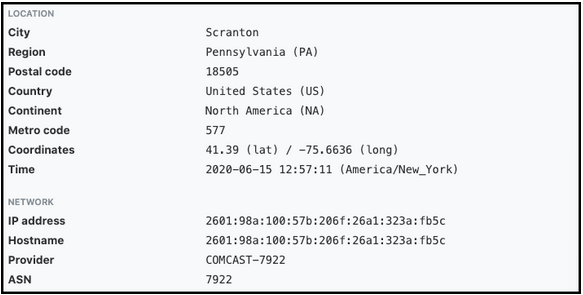 LOCATION
City Scranton
Region Pennsylvania (PA)
Postal code 18505
Country United States (US)
Continent North America (NA)
Metro code 577
Coordinates 41.39 (lat) / -75.6636 (long)
Time 2020-06-15 12:57:11 (America/New_York)
NETWORK
IP address 2601:98a:100:57b:206f:26a1:323a:fb5c
Hostname 2601:98a:100:57b:206f:26a1:323a:fb5c
Provider COMCAST-7922
ASN 7922